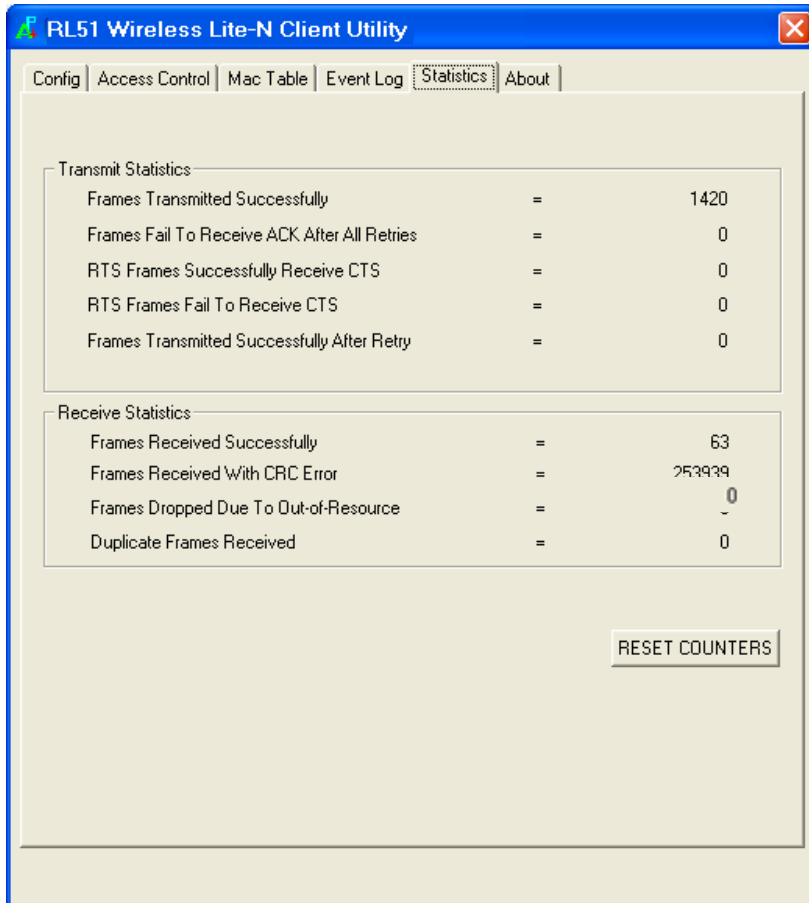 RL51 Wireless Lite-N Client Utility
Config Access Control Mac Table Event Log Statistics About
Transmit Statistics
Frames Transmitted Successfully = 1420
Frames Fail To Receive ACK After All Retries = 0
RTS Frames Successfully Receive CTS = 0
RTS Frames Fail To Receive CTS = 0
Frames Transmitted Successfully After Retry = 0
Receive Statistics
Frames Received Successfully = 63
Frames Received With CRC Error = 253939
Frames Dropped Due To Out-of-Resource = 0
Duplicate Frames Received = 0
RESET COUNTERS